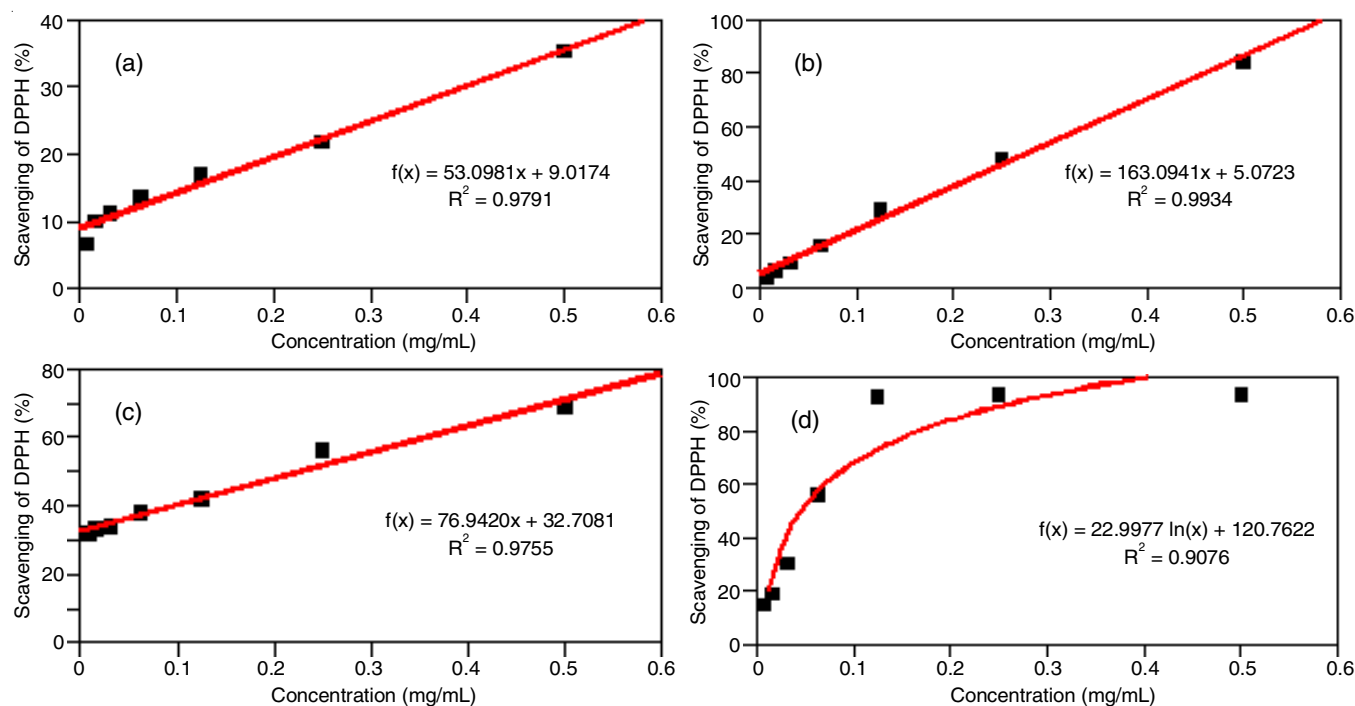 (a)
Scavenging of DPPH (%)
40
30
20
10
0
f(x) = 53.0981x + 9.0174
R² = 0.9791
0 0.1 0.2 0.3 0.4 0.5 0.6
Concentration (mg/mL)
(b)
Scavenging of DPPH (%)
100
80
60
40
20
0
f(x) = 163.0941x + 5.0723
R² = 0.9934
0 0.1 0.2 0.3 0.4 0.5 0.6
Concentration (mg/mL)
(c)
Scavenging of DPPH (%)
80
60
40
20
0
f(x) = 76.9420x + 32.7081
R² = 0.9755
0 0.1 0.2 0.3 0.4 0.5 0.6
Concentration (mg/mL)
(d)
Scavenging of DPPH (%)
100
80
60
40
20
0
f(x) = 22.9977 ln(x) + 120.7622
R² = 0.9076
0 0.1 0.2 0.3 0.4 0.5 0.6
Concentration (mg/mL)